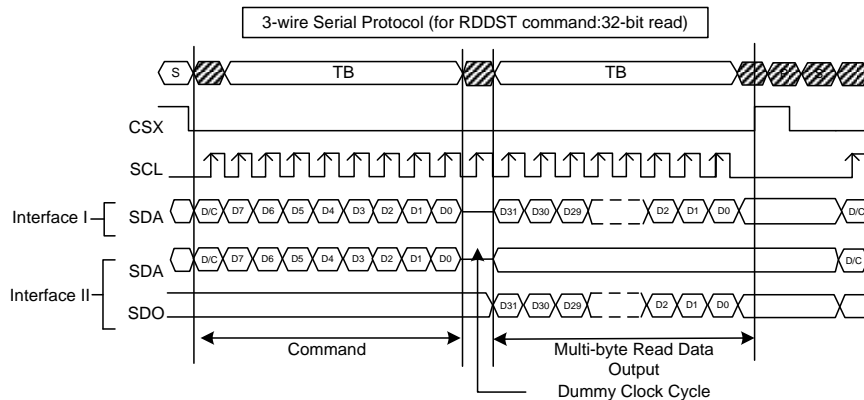 3-wire Serial Protocol (for RDDST command:32-bit read)
S TB TB P S
CSX
SCL
Interface I SDA D/C D7 D6 D5 D4 D3 D2 D1 D0 D31 D30 D29 D2 D1 D0 D/C
SDA D/C D7 D6 D5 D4 D3 D2 D1 D0 D/C
Interface II
SDO D31 D30 D29 D2 D1 D0
Command
Multi-byte Read Data
Output
Dummy Clock Cycle